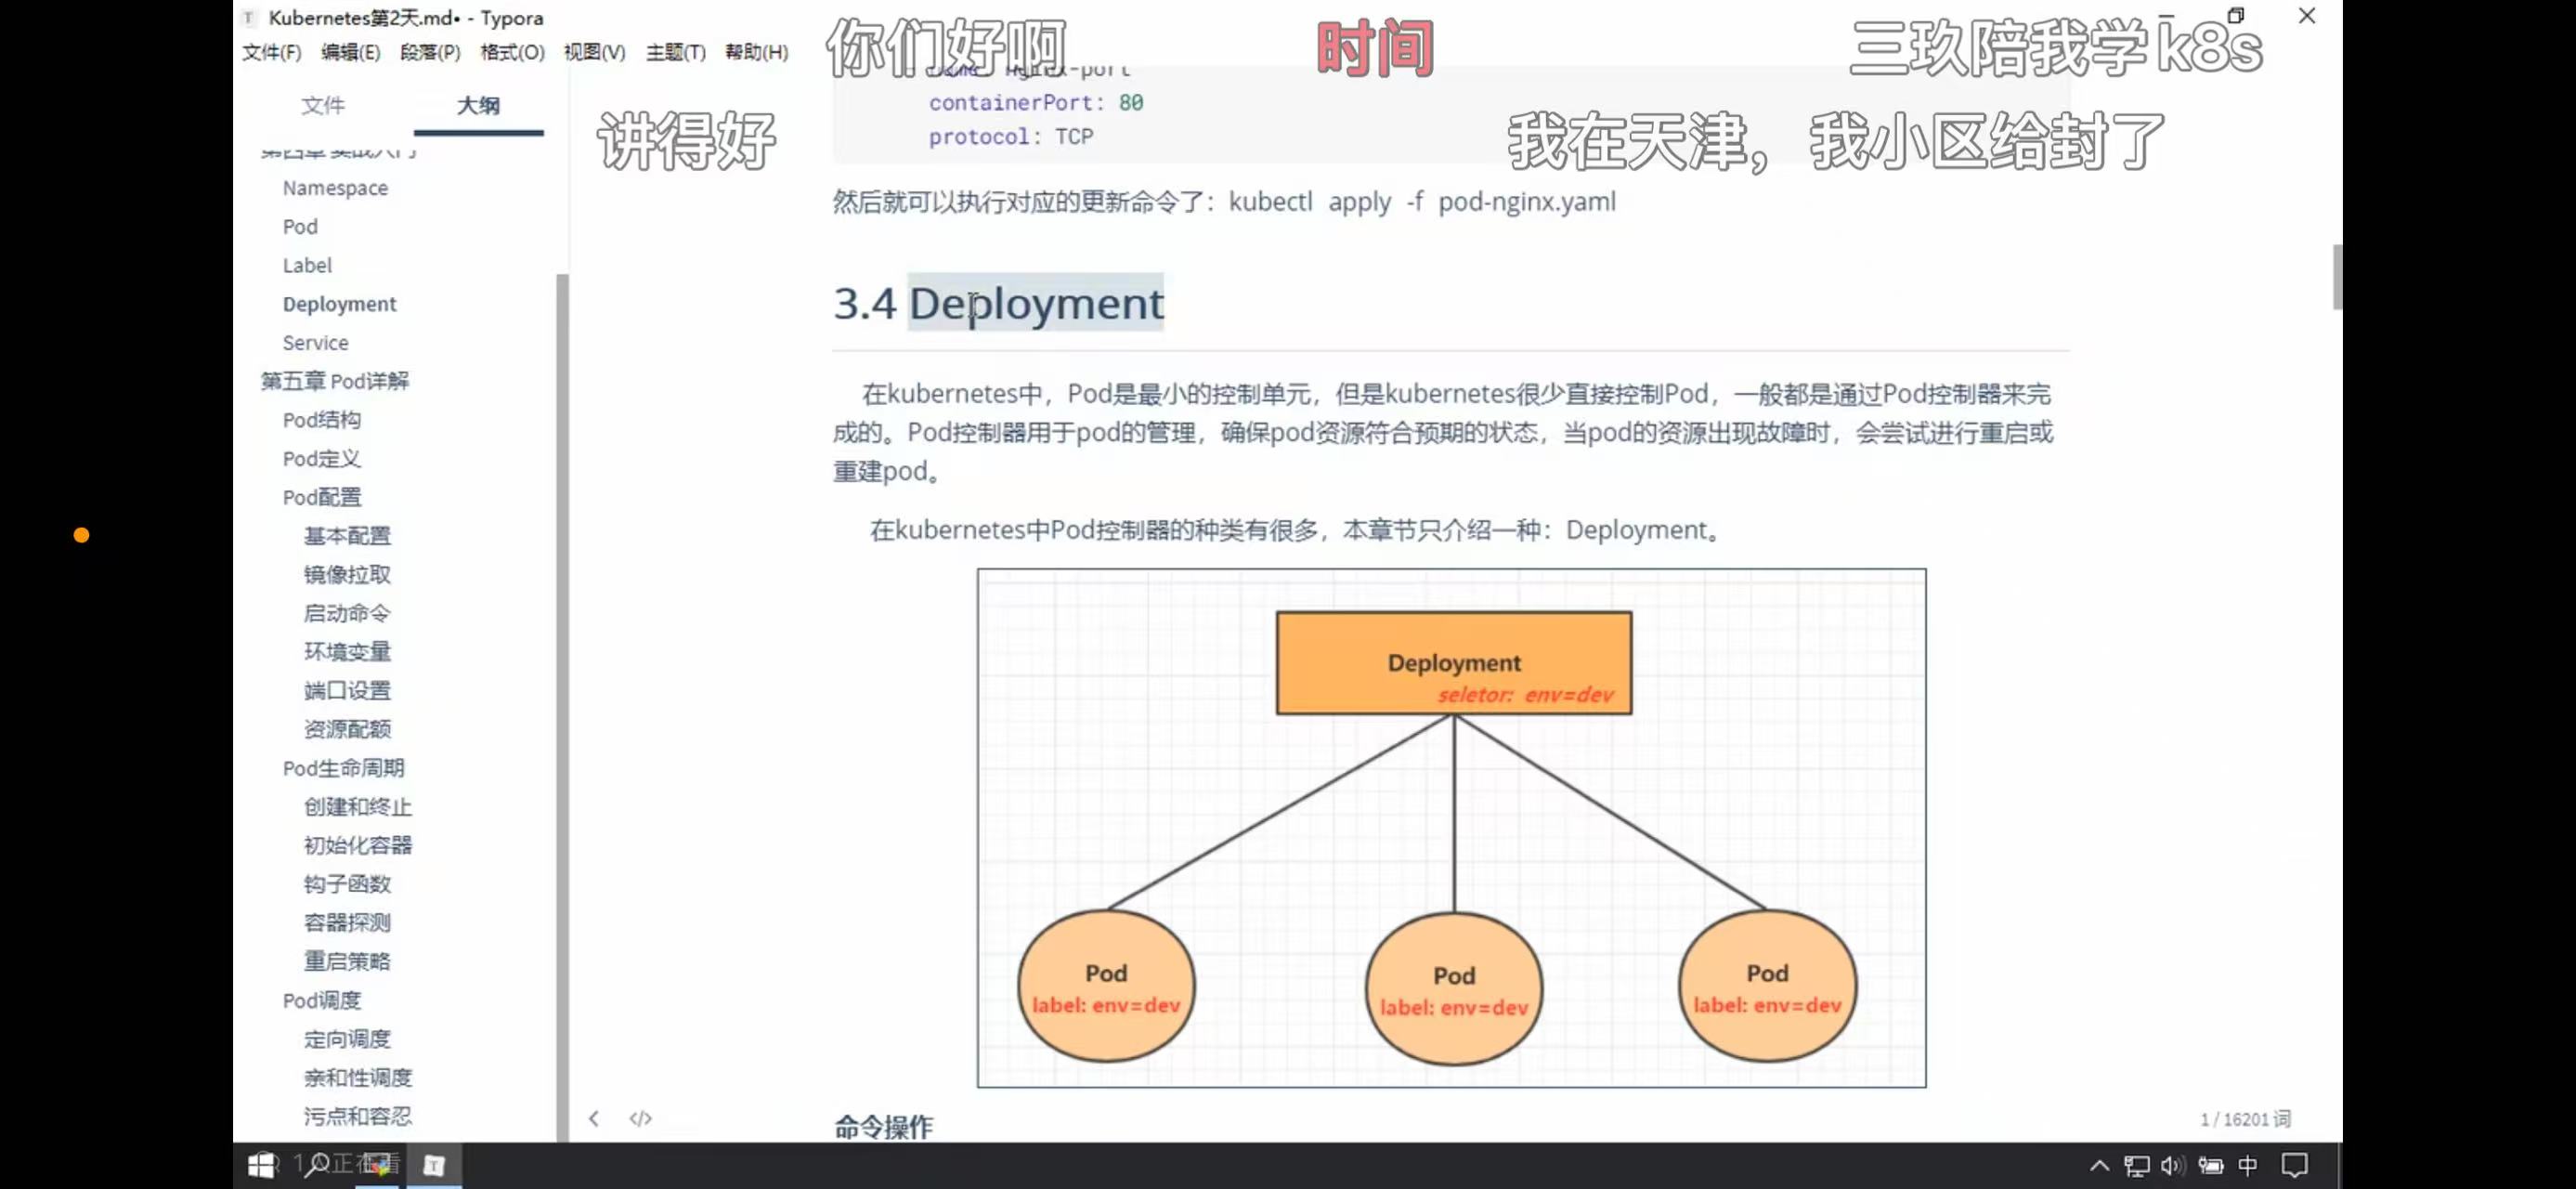 Kubernetes第2天.md• - Typora
文件(F) 编辑(E) 段落(P) 格式(O) 视图(V) 主题(T) 帮助(H)
你们好啊 时间 三玖陪我学k8s
讲得好 我在天津，我小区给封了
文件 大纲
第四章 实战入门
Namespace
Pod
Label
Deployment
Service
第五章 Pod详解
Pod结构
Pod定义
Pod配置
基本配置
镜像拉取
启动命令
环境变量
端口设置
资源配额
Pod生命周期
创建和终止
初始化容器
钩子函数
容器探测
重启策略
Pod调度
定向调度
亲和性调度
污点和容忍
name: nginx-port
containerPort: 80
protocol: TCP
然后就可以执行对应的更新命令了：kubectl apply -f pod-nginx.yaml
3.4 Deployment
在kubernetes中，Pod是最小的控制单元，但是kubernetes很少直接控制Pod，一般都是通过Pod控制器来完
成的。Pod控制器用于pod的管理，确保pod资源符合预期的状态，当pod的资源出现故障时，会尝试进行重启或
重建pod。
在kubernetes中Pod控制器的种类有很多，本章节只介绍一种：Deployment。
Deployment
seletor: env=dev
Pod
label: env=dev
Pod
label: env=dev
Pod
label: env=dev
命令操作
1 / 16201 词
1人正在看
中